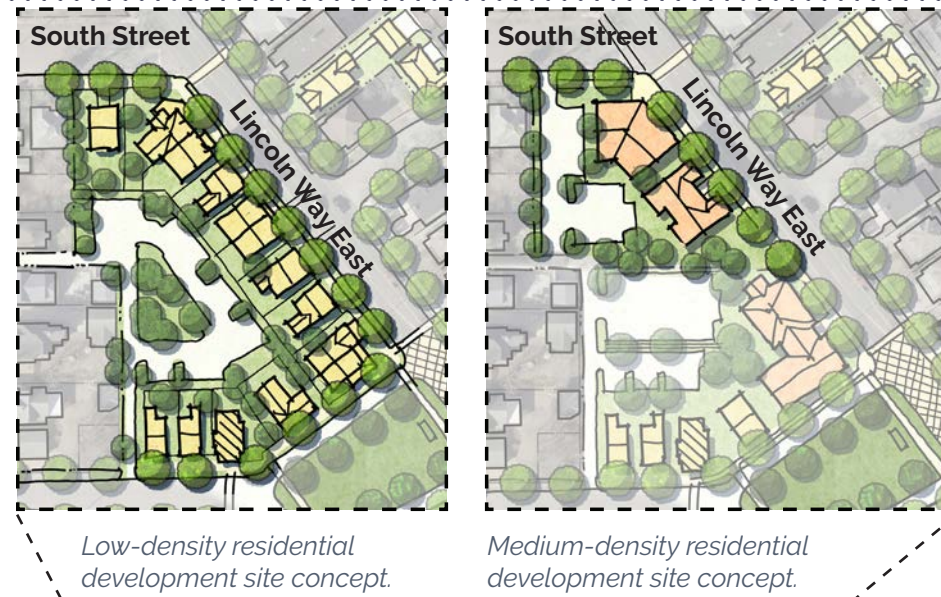 South Street
Lincoln Way East
South Street
Lincoln Way East
Low-density residential
development site concept.
Medium-density residential
development site concept.